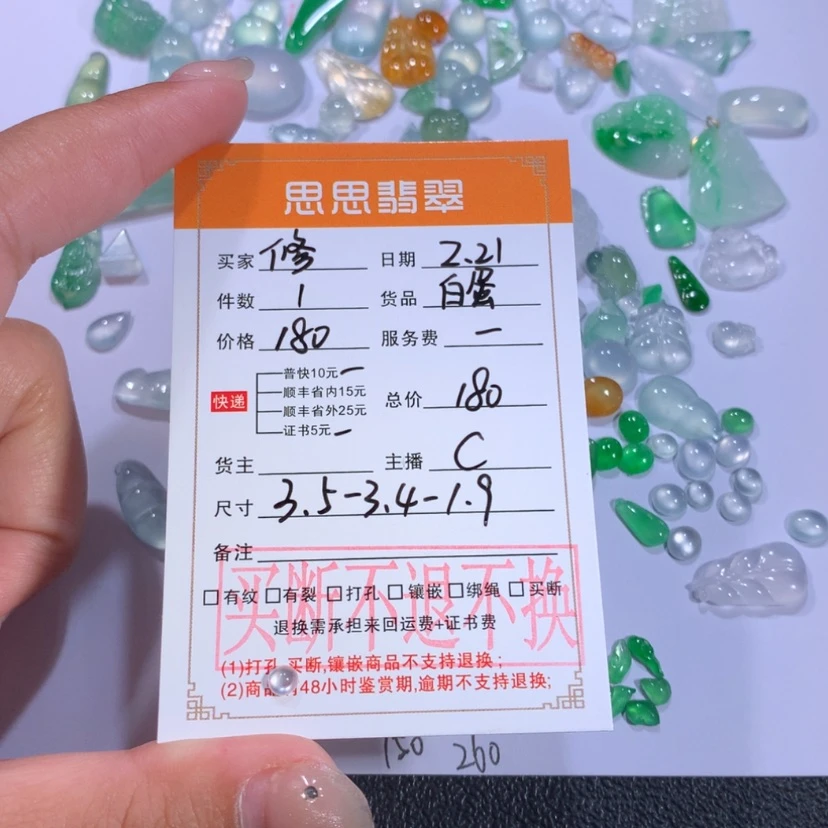 思思翡翠
买家 修 日期 2.21
件数 1 货品 白蛋
价格 180 服务费 一
快递
普快10元 一
顺丰省内15元
顺丰省外25元
证书5元 一
总价 180
货主 主播 C
尺寸 3.5-3.4-1.9
备注
买断不退不换
□有纹 □有裂 □打孔 □镶嵌 □绑绳 □买断
退换需承担来回运费+证书费
(1)打孔,买断,镶嵌商品不支持退换;
(2)商品有48小时鉴赏期,逾期不支持退换;
150 260